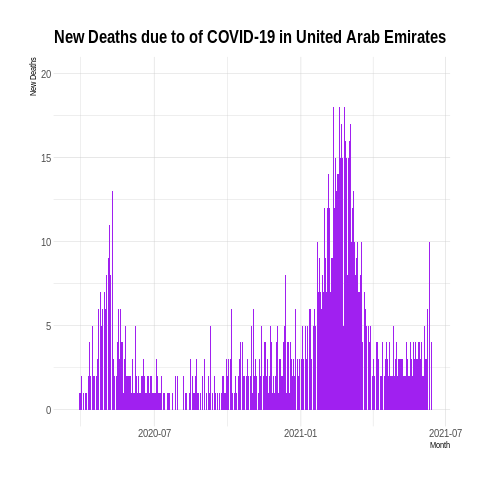 New Deaths due to of COVID-19 in United Arab Emirates
New Deaths
20
15
10
5
0
2020-07
2021-01
2021-07
Month